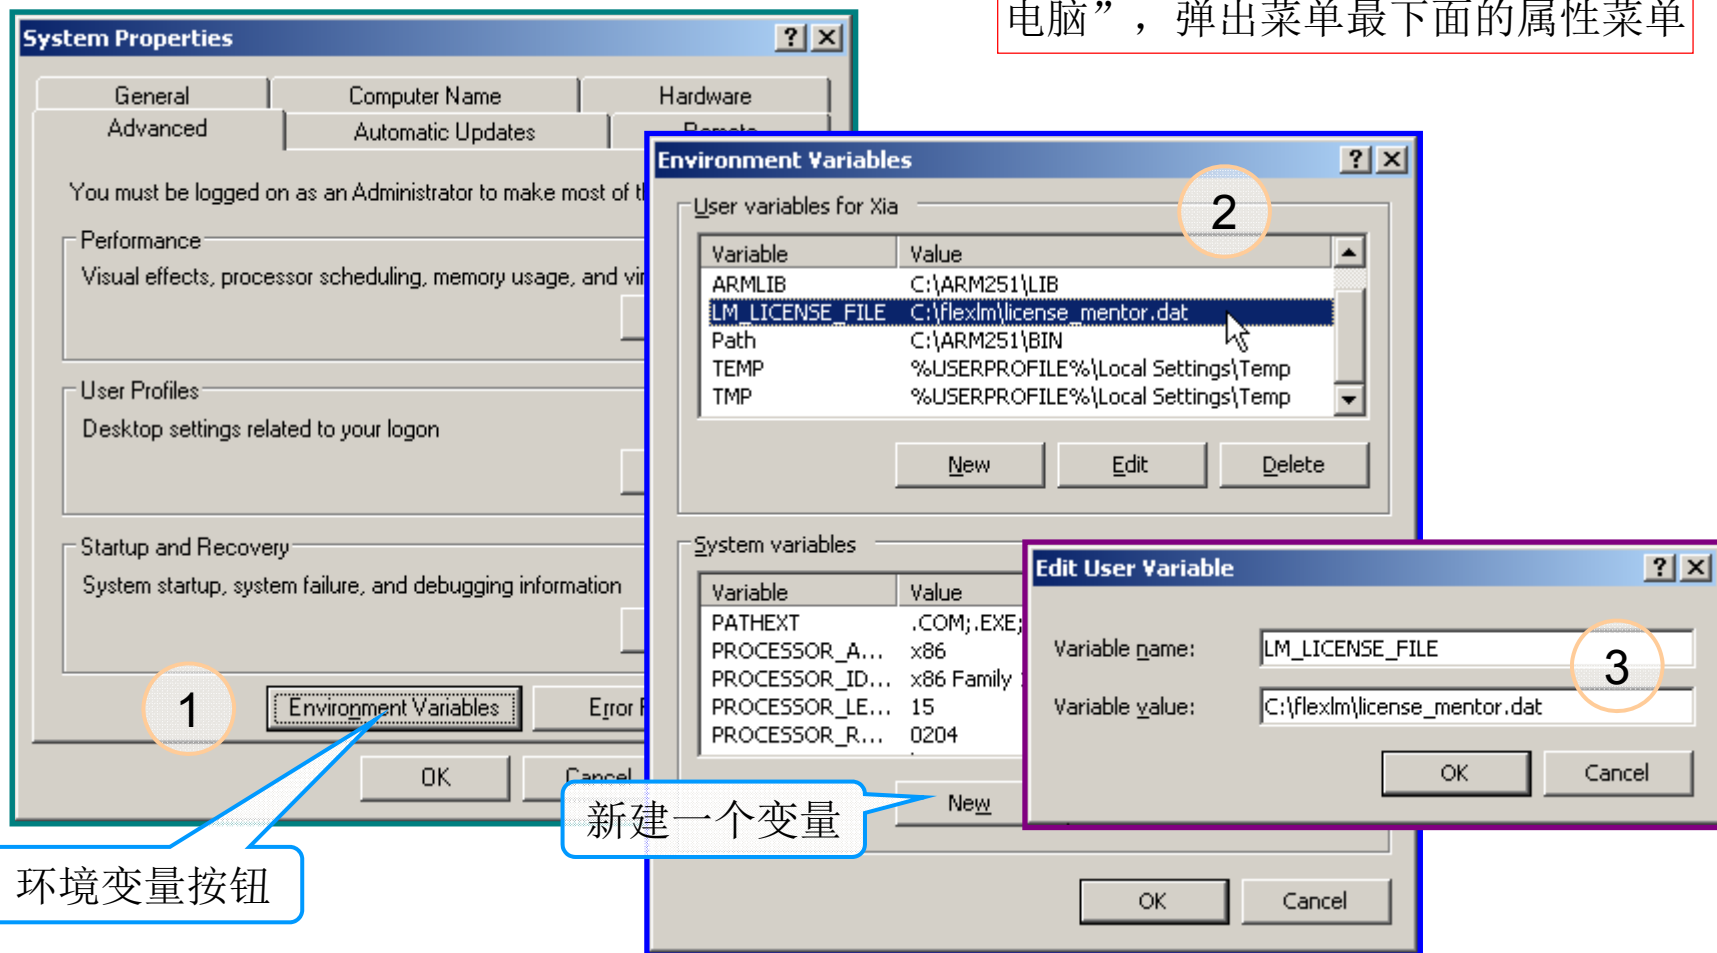 电脑”，弹出菜单最下面的属性菜单
System Properties
General
Computer Name
Hardware
Advanced
Automatic Updates
You must be logged on as an Administrator to make most of
Performance
Visual effects, processor scheduling, memory usage, and
User Profiles
Desktop settings related to your logon
Startup and Recovery
System startup, system failure, and debugging information
1
Environment Variables
OK
Cancel
环境变量按钮
Environment Variables
2
User variables for Xia
Variable Value
ARMLIB C:\ARM251\LIB
LM_LICENSE_FILE C:\flexlm\license_mentor.dat
Path C:\ARM251\BIN
TEMP %USERPROFILE%\Local Settings\Temp
TMP %USERPROFILE%\Local Settings\Temp
New
Edit
Delete
System variables
Variable Value
PATHEXT .COM;.EXE;
PROCESSOR_A... x86
PROCESSOR_ID... x86 Family
PROCESSOR_LE... 15
PROCESSOR_R... 0204
新建一个变量
New
OK
Cancel
Edit User Variable
Variable name: LM_LICENSE_FILE
3
Variable value: C:\flexlm\license_mentor.dat
OK
Cancel